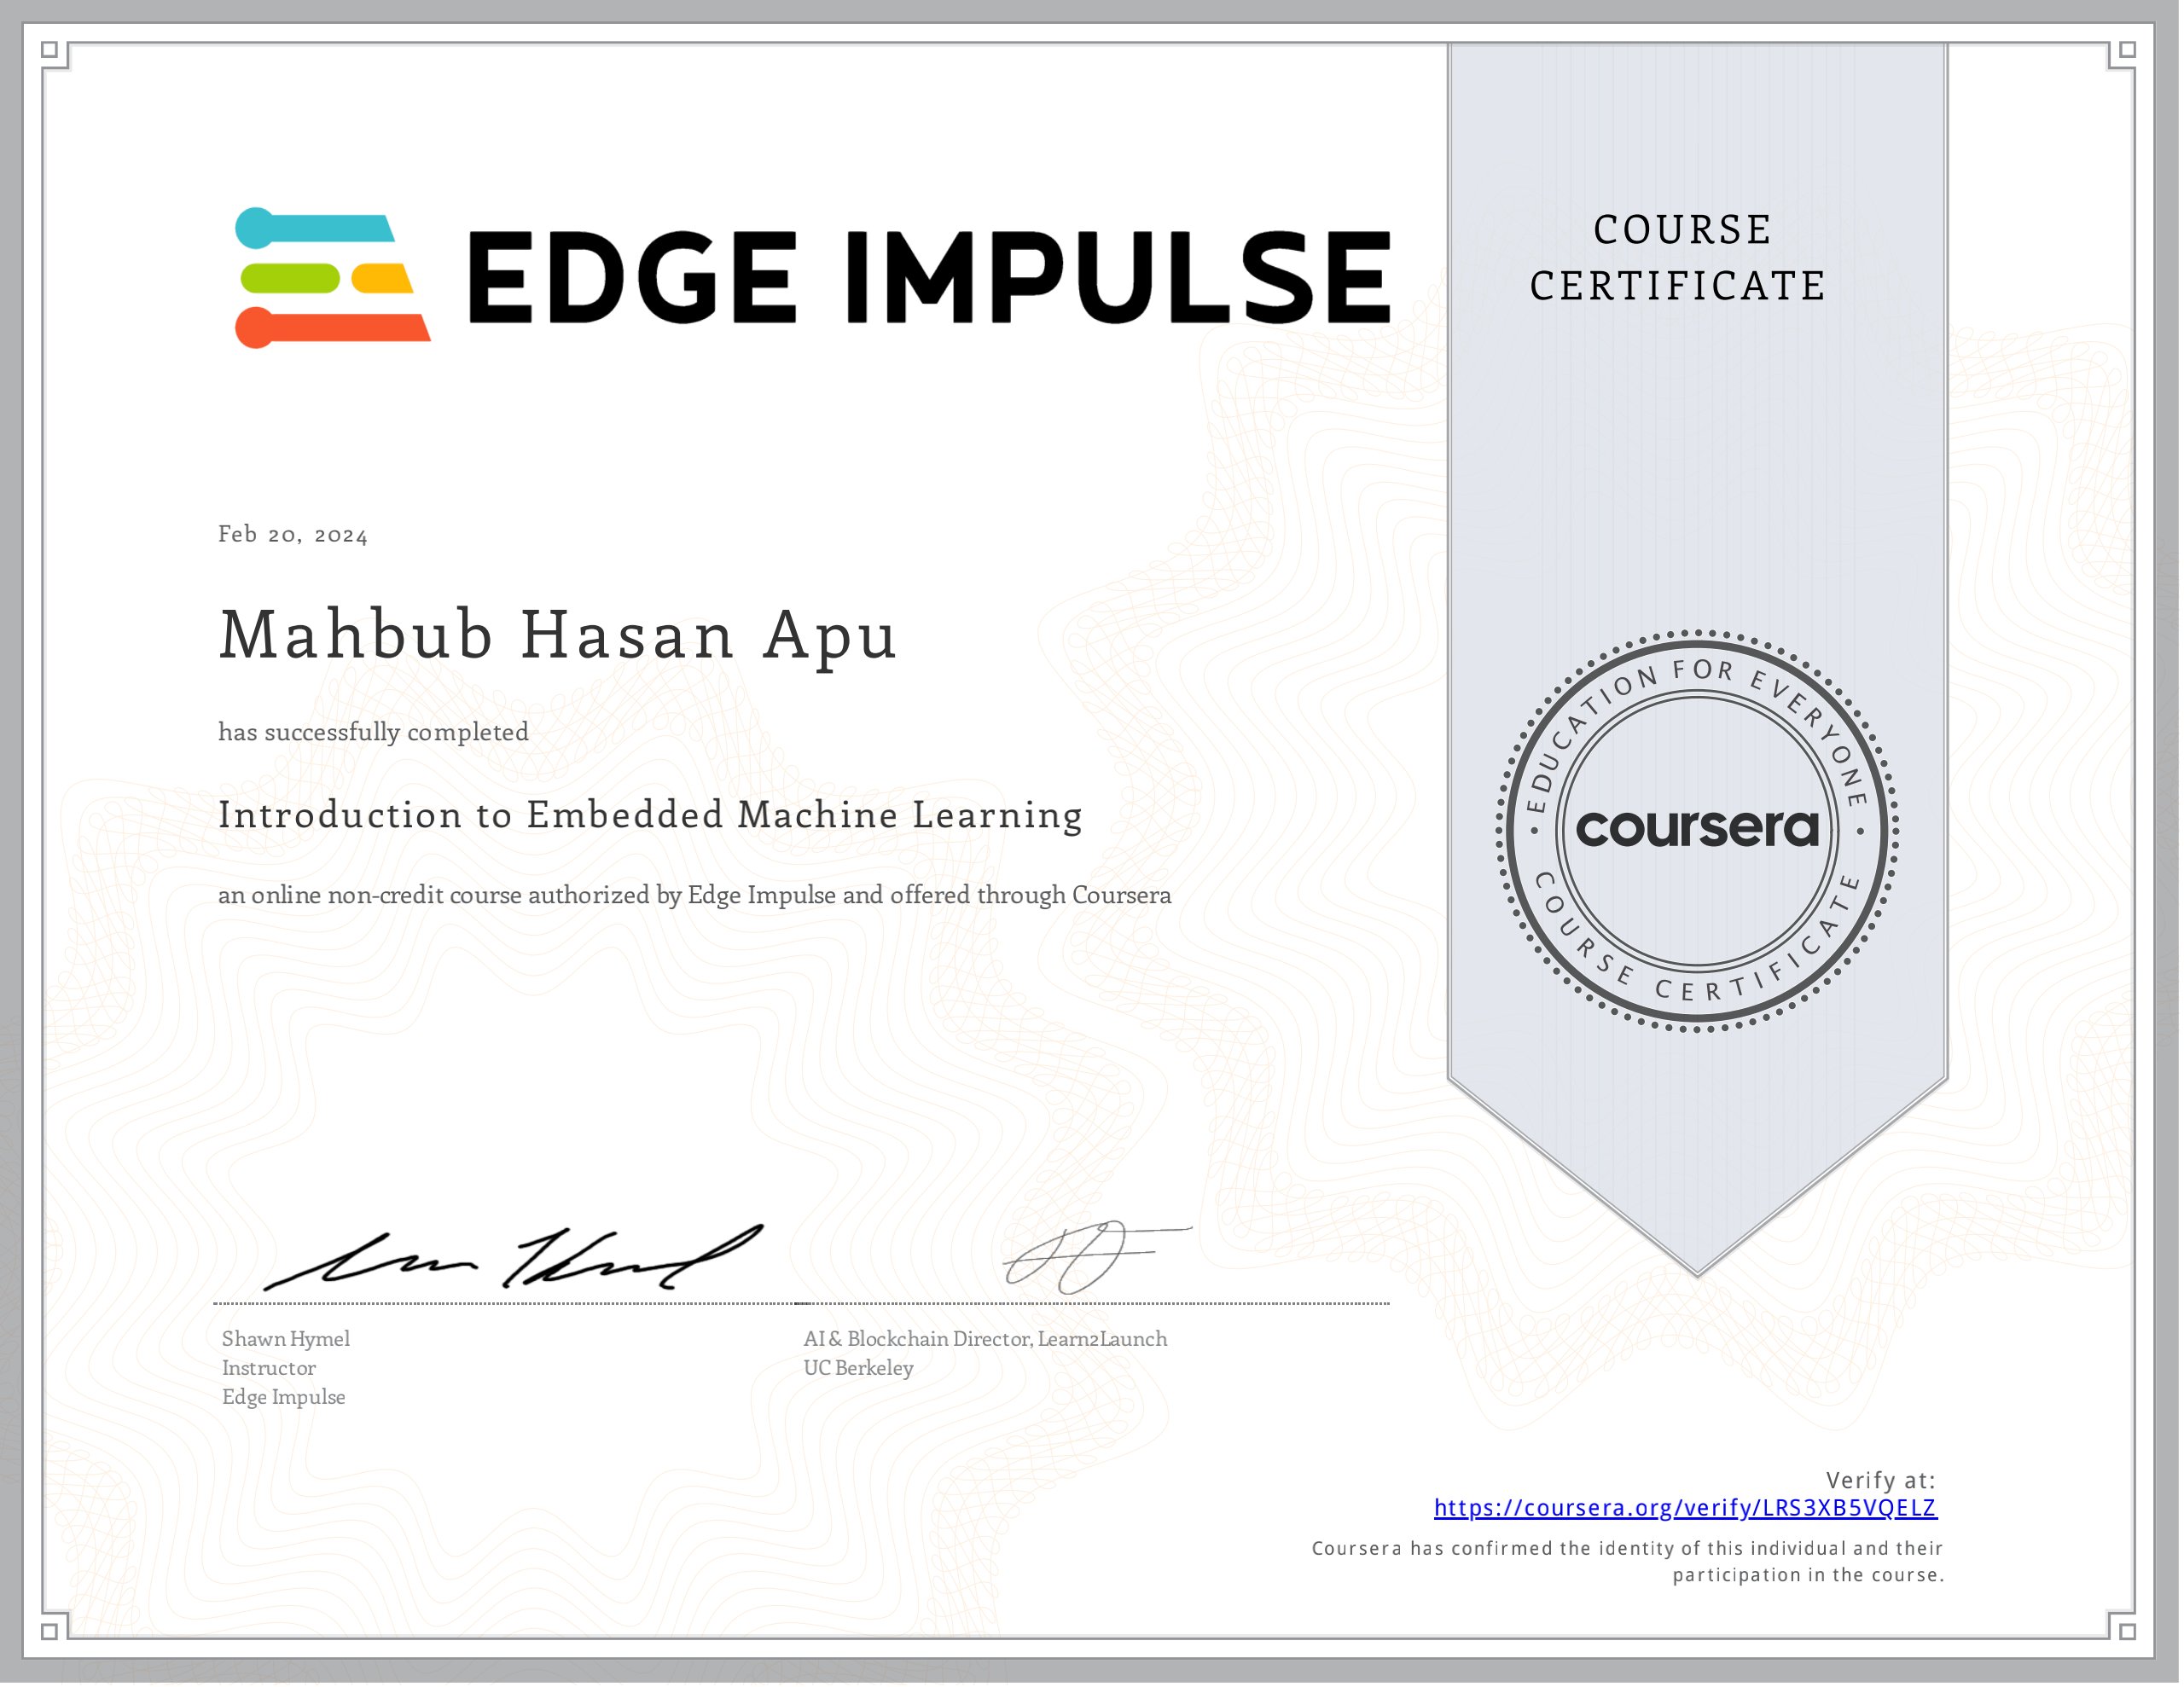 EDGE IMPULSE
COURSE
CERTIFICATE
Feb 20, 2024
Mahbub Hasan Apu
has successfully completed
Introduction to Embedded Machine Learning
an online non-credit course authorized by Edge Impulse and offered through Coursera
EDUCATION FOR EVERYONE
coursera
COURSE CERTIFICATE
Shawn Hymel
Instructor
Edge Impulse
AI & Blockchain Director, Learn2Launch
UC Berkeley
Verify at:
https://coursera.org/verify/LRS3XB5VQELZ
Coursera has confirmed the identity of this individual and their
participation in the course.